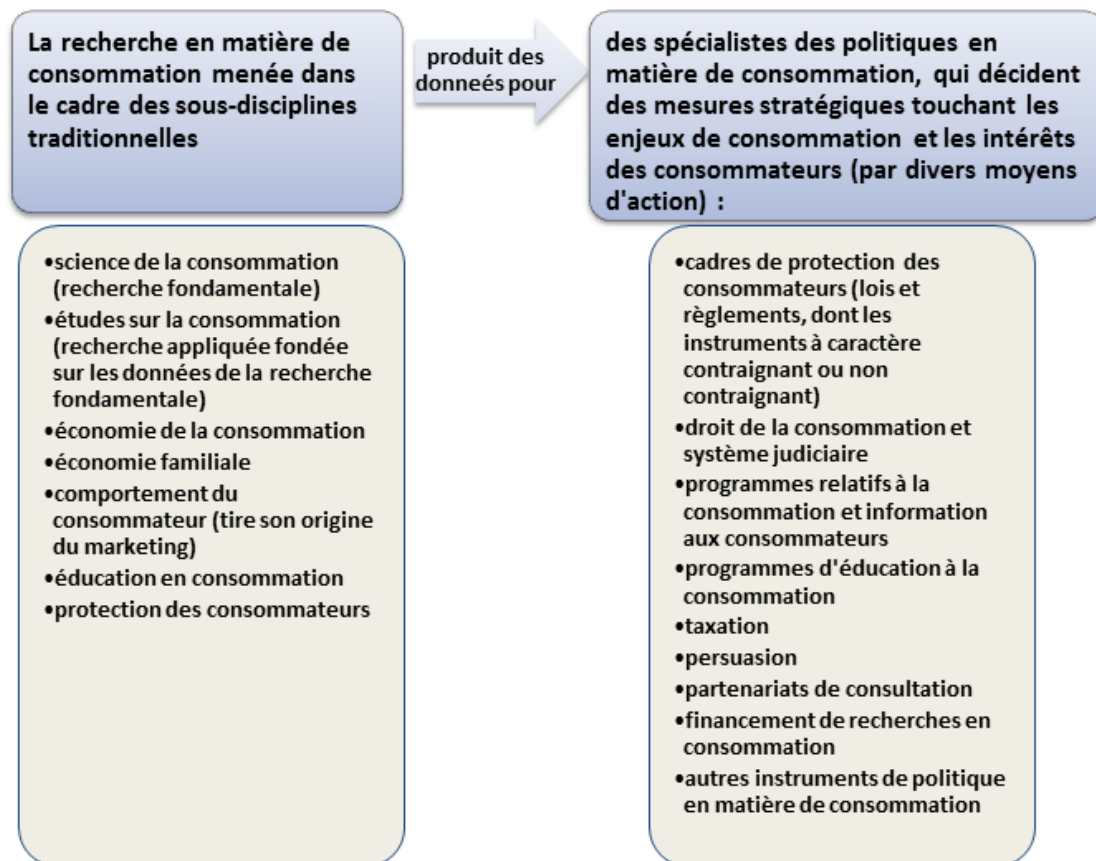 La recherche en matière de
consommation menée dans
le cadre des sous-disciplines
traditionnelles
produit des
donneés pour
des spécialistes des politiques en
matière de consommation, qui décident
des mesures stratégiques touchant les
enjeux de consommation et les intérêts
des consommateurs (par divers moyens
d'action) :
•science de la consommation
(recherche fondamentale)
•études sur la consommation
(recherche appliquée fondée
sur les données de la recherche
fondamentale)
•économie de la consommation
•économie familiale
•comportement du
consommateur (tire son origine
du marketing)
•éducation en consommation
•protection des consommateurs
•cadres de protection des
consommateurs (lois et
règlements, dont les
instruments à caractère
contraignant ou non
contraignant)
•droit de la consommation et
système judiciaire
•programmes relatifs à la
consommation et information
aux consommateurs
•programmes d'éducation à la
consommation
•taxation
•persuasion
•partenariats de consultation
•financement de recherches en
consommation
•autres instruments de politique
en matière de consommation